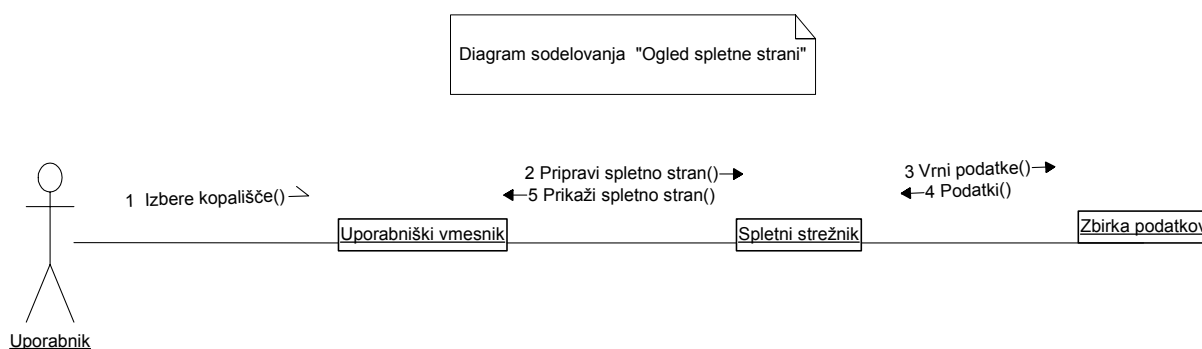 Diagram sodelovanja "Ogled spletne strani"
1 Izbere kopališče()
2 Pripravi spletno stran()
5 Prikaži spletno stran()
3 Vrni podatke()
4 Podatki()
Uporabniški vmesnik
Spletni strežnik
Zbirka podatkov
Uporabnik